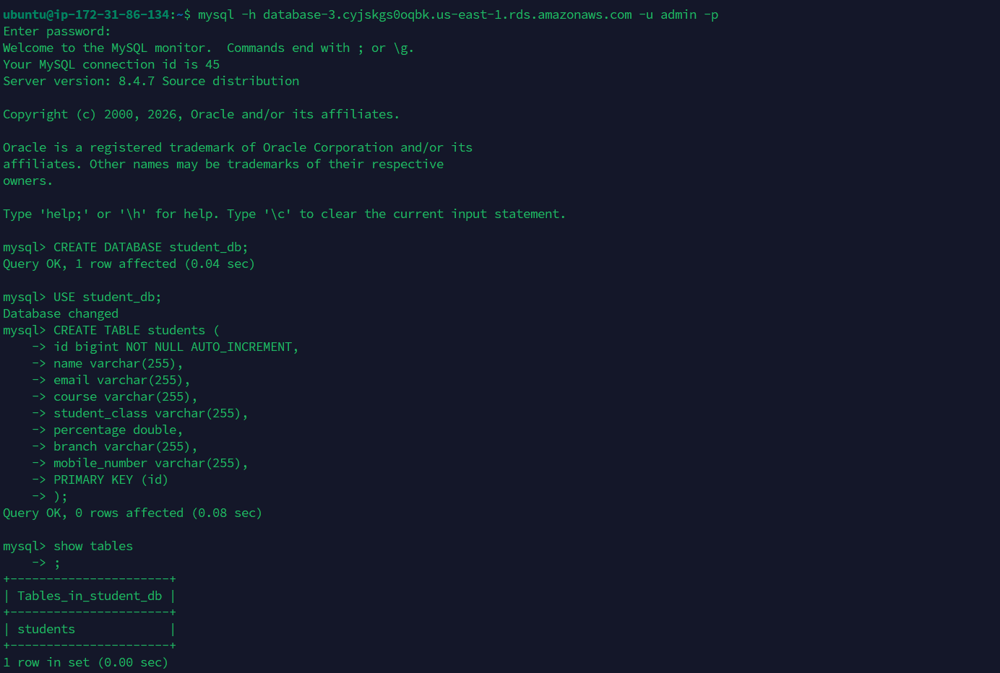 ubuntu@ip-172-31-86-134:~$ mysql -h database-3.cyjskgs0oqbk.us-east-1.rds.amazonaws.com -u admin -p
Enter password:
Welcome to the MySQL monitor.  Commands end with ; or \g.
Your MySQL connection id is 45
Server version: 8.4.7 Source distribution

Copyright (c) 2000, 2026, Oracle and/or its affiliates.

Oracle is a registered trademark of Oracle Corporation and/or its
affiliates. Other names may be trademarks of their respective
owners.

Type 'help;' or '\h' for help. Type '\c' to clear the current input statement.

mysql> CREATE DATABASE student_db;
Query OK, 1 row affected (0.04 sec)

mysql> USE student_db;
Database changed
mysql> CREATE TABLE students (
    -> id bigint NOT NULL AUTO_INCREMENT,
    -> name varchar(255),
    -> email varchar(255),
    -> course varchar(255),
    -> student_class varchar(255),
    -> percentage double,
    -> branch varchar(255),
    -> mobile_number varchar(255),
    -> PRIMARY KEY (id)
    -> );
Query OK, 0 rows affected (0.08 sec)

mysql> show tables
    -> ;
+----------------------+
| Tables_in_student_db |
+----------------------+
| students             |
+----------------------+
1 row in set (0.00 sec)